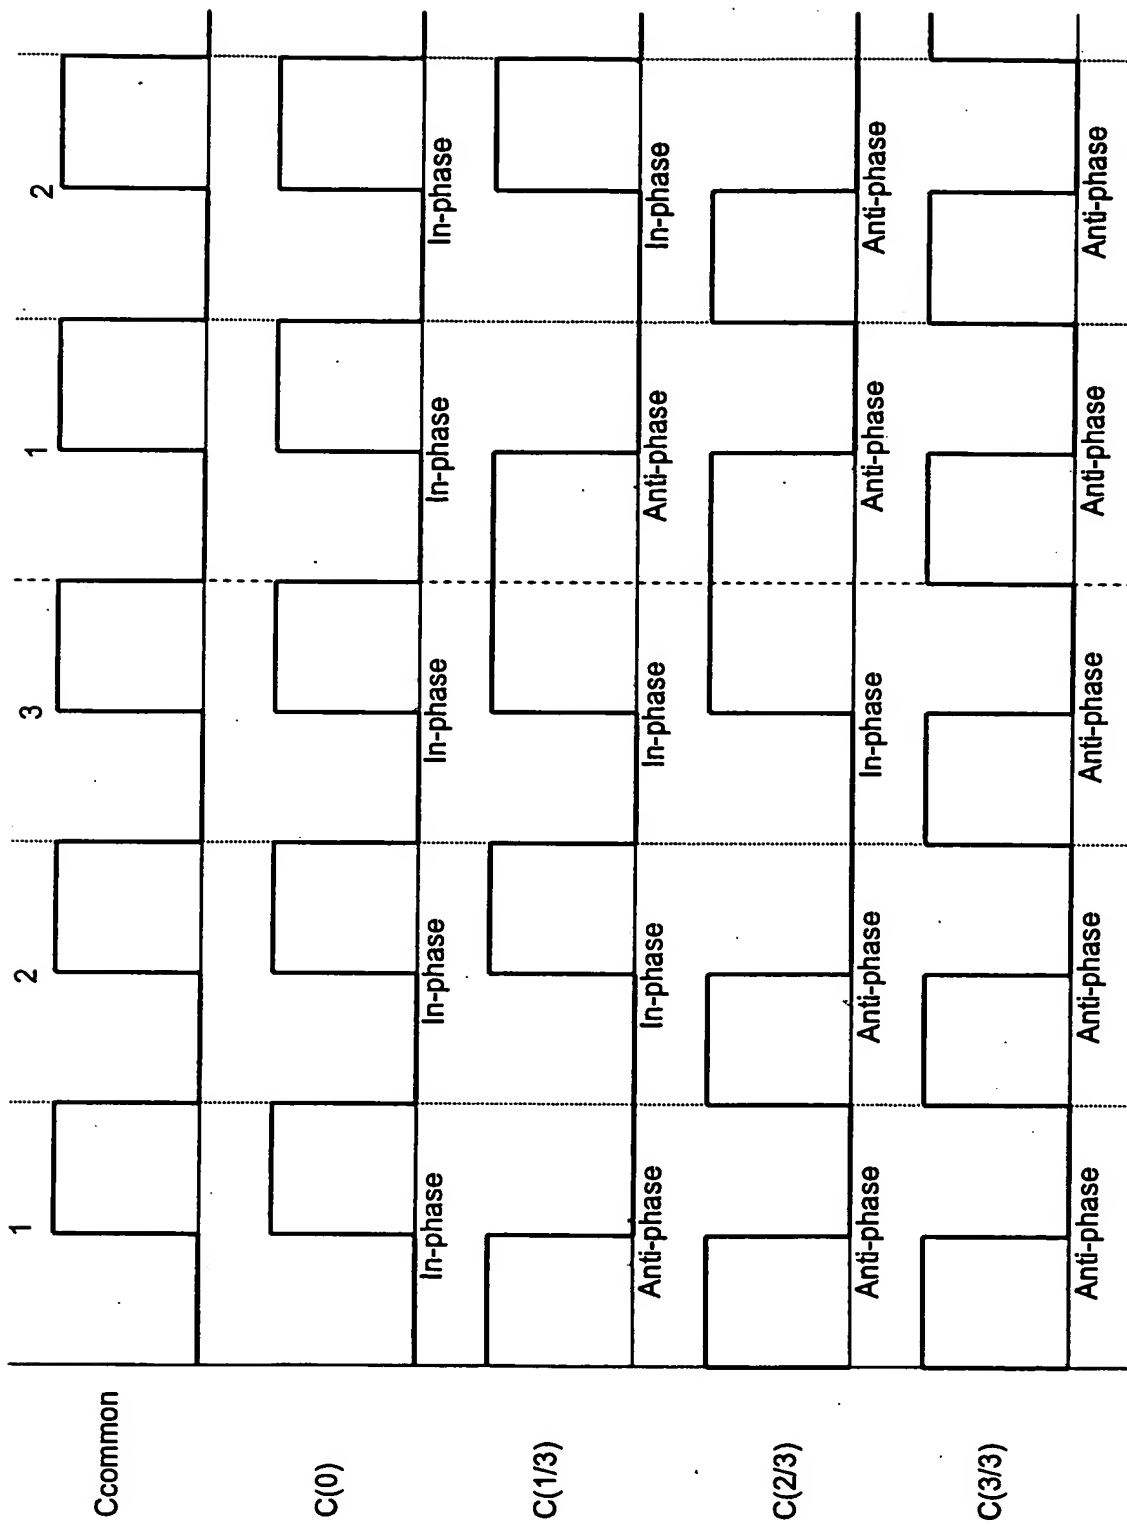 1 2 3 1 2
Ccommon
C(0)
In-phase In-phase In-phase In-phase In-phase
C(1/3)
Anti-phase In-phase In-phase Anti-phase In-phase
C(2/3)
Anti-phase Anti-phase In-phase Anti-phase Anti-phase
C(3/3)
Anti-phase Anti-phase Anti-phase Anti-phase Anti-phase